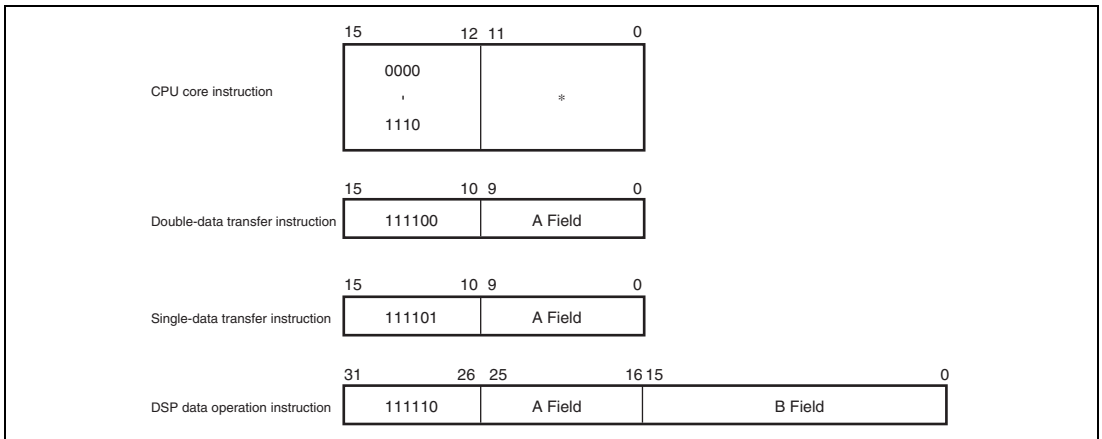 15 12 11 0
CPU core instruction
0000
'
1110
*
15 10 9 0
Double-data transfer instruction 111100 A Field
15 10 9 0
Single-data transfer instruction 111101 A Field
31 26 25 16 15 0
DSP data operation instruction 111110 A Field B Field